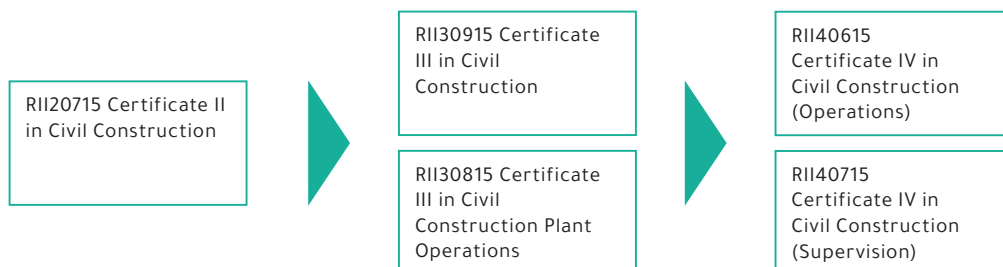 RII20715 Certificate II
in Civil Construction
RII30915 Certificate
III in Civil
Construction
RII30815 Certificate
III in Civil
Construction Plant
Operations
RII40615
Certificate IV in
Civil Construction
(Operations)
RII40715
Certificate IV in
Civil Construction
(Supervision)